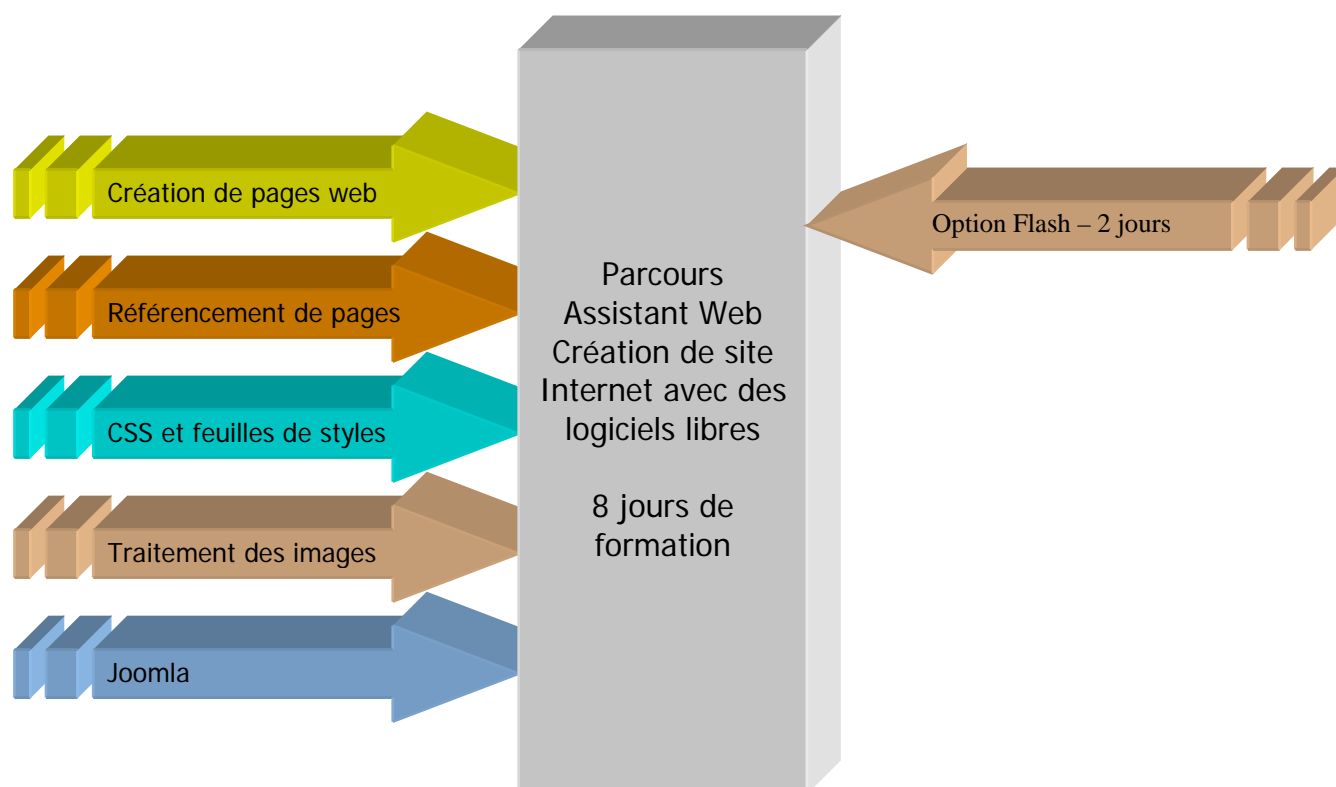 Création de pages web
Référencement de pages
CSS et feuilles de styles
Traitement des images
Joomla
Parcours
Assistant Web
Création de site
Internet avec des
logiciels libres
8 jours de
formation
Option Flash – 2 jours